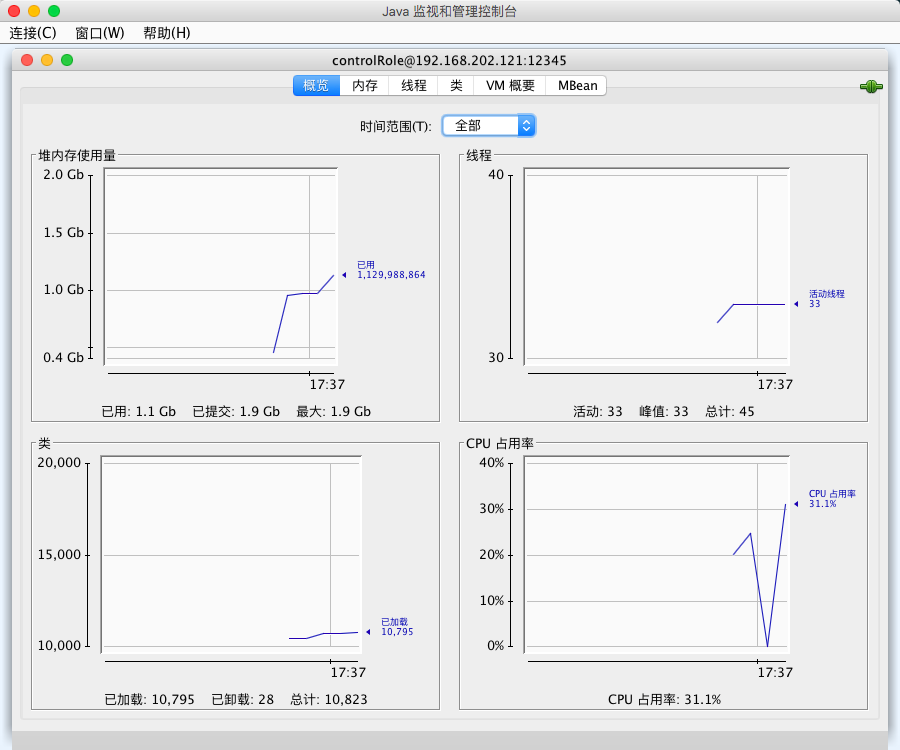 Java 监视和管理控制台
连接(C) 窗口(W) 帮助(H)
controlRole@192.168.202.121:12345
概览 内存 线程 类 VM 概要 MBean
时间范围(T): 全部
堆内存使用量
2.0 Gb
1.5 Gb
1.0 Gb
0.4 Gb
已用
1,129,988,864
17:37
已用: 1.1 Gb 已提交: 1.9 Gb 最大: 1.9 Gb
线程
40
30
活动线程
33
17:37
活动: 33 峰值: 33 总计: 45
类
20,000
15,000
10,000
已加载
10,795
17:37
已加载: 10,795 已卸载: 28 总计: 10,823
CPU 占用率
40%
30%
20%
10%
0%
CPU 占用率
31.1%
17:37
CPU 占用率: 31.1%